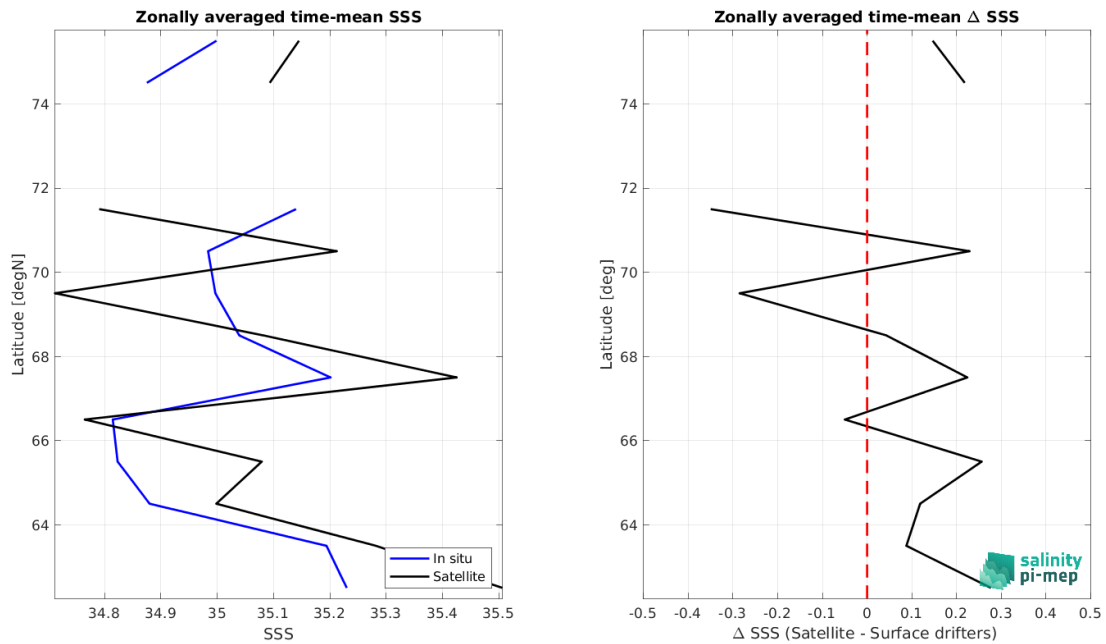 Zonally averaged time-mean SSS
74
72
70
68
66
64
Latitude [degN]
34.8 34.9 35 35.1 35.2 35.3 35.4 35.5
SSS
In situ
Satellite
Zonally averaged time-mean Δ SSS
74
72
70
68
66
64
Latitude [deg]
-0.5 -0.4 -0.3 -0.2 -0.1 0 0.1 0.2 0.3 0.4 0.5
Δ SSS (Satellite - Surface drifters)
salinity
pi-mep